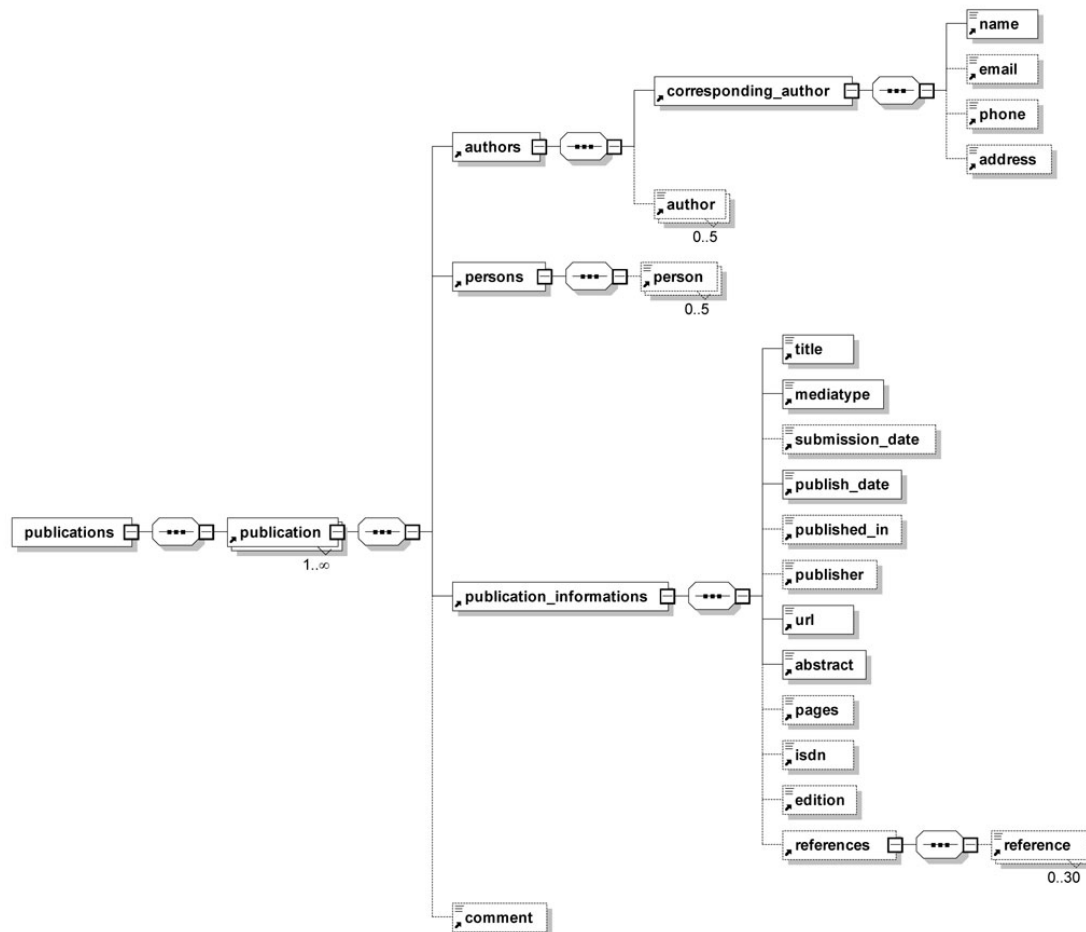 name
email
corresponding_author
phone
authors
address
author
0..5
persons
person
0..5
title
mediatype
submission_date
publish_date
publications
publication
published_in
1..∞
publisher
publication_informations
url
abstract
pages
isdn
edition
references
reference
0..30
comment